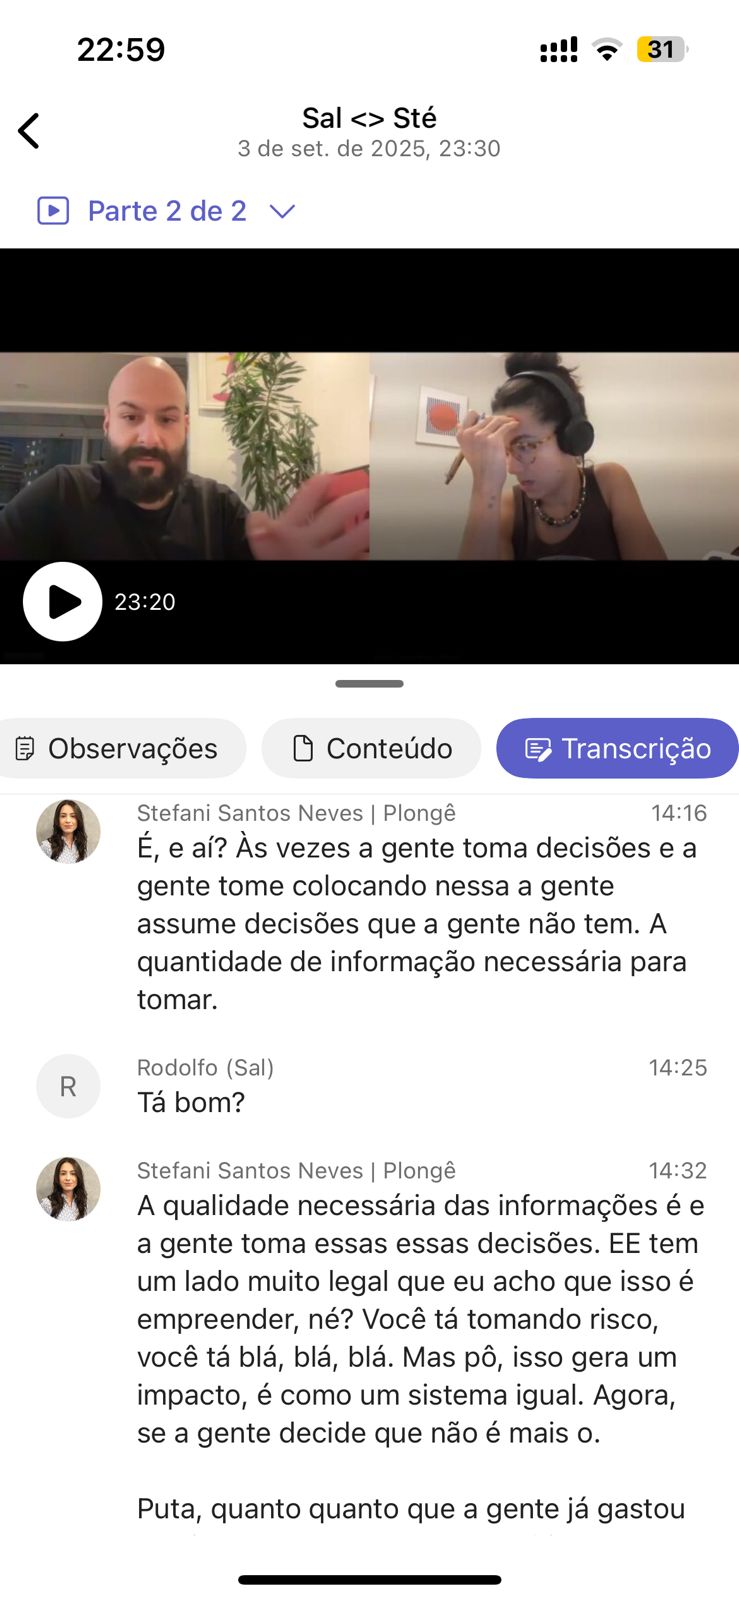 22:59
31
Sal <> Sté
3 de set. de 2025, 23:30
Parte 2 de 2
23:20
Observações
Conteúdo
Transcrição
Stefani Santos Neves | Plongê 14:16
É, e aí? Às vezes a gente toma decisões e a
gente tome colocando nessa a gente
assume decisões que a gente não tem. A
quantidade de informação necessária para
tomar.
R
Rodolfo (Sal) 14:25
Tá bom?
Stefani Santos Neves | Plongê 14:32
A qualidade necessária das informações é e
a gente toma essas essas decisões. EE tem
um lado muito legal que eu acho que isso é
empreender, né? Você tá tomando risco,
você tá blá, blá, blá. Mas pô, isso gera um
impacto, é como um sistema igual. Agora,
se a gente decide que não é mais o.
Puta, quanto quanto que a gente já gastou